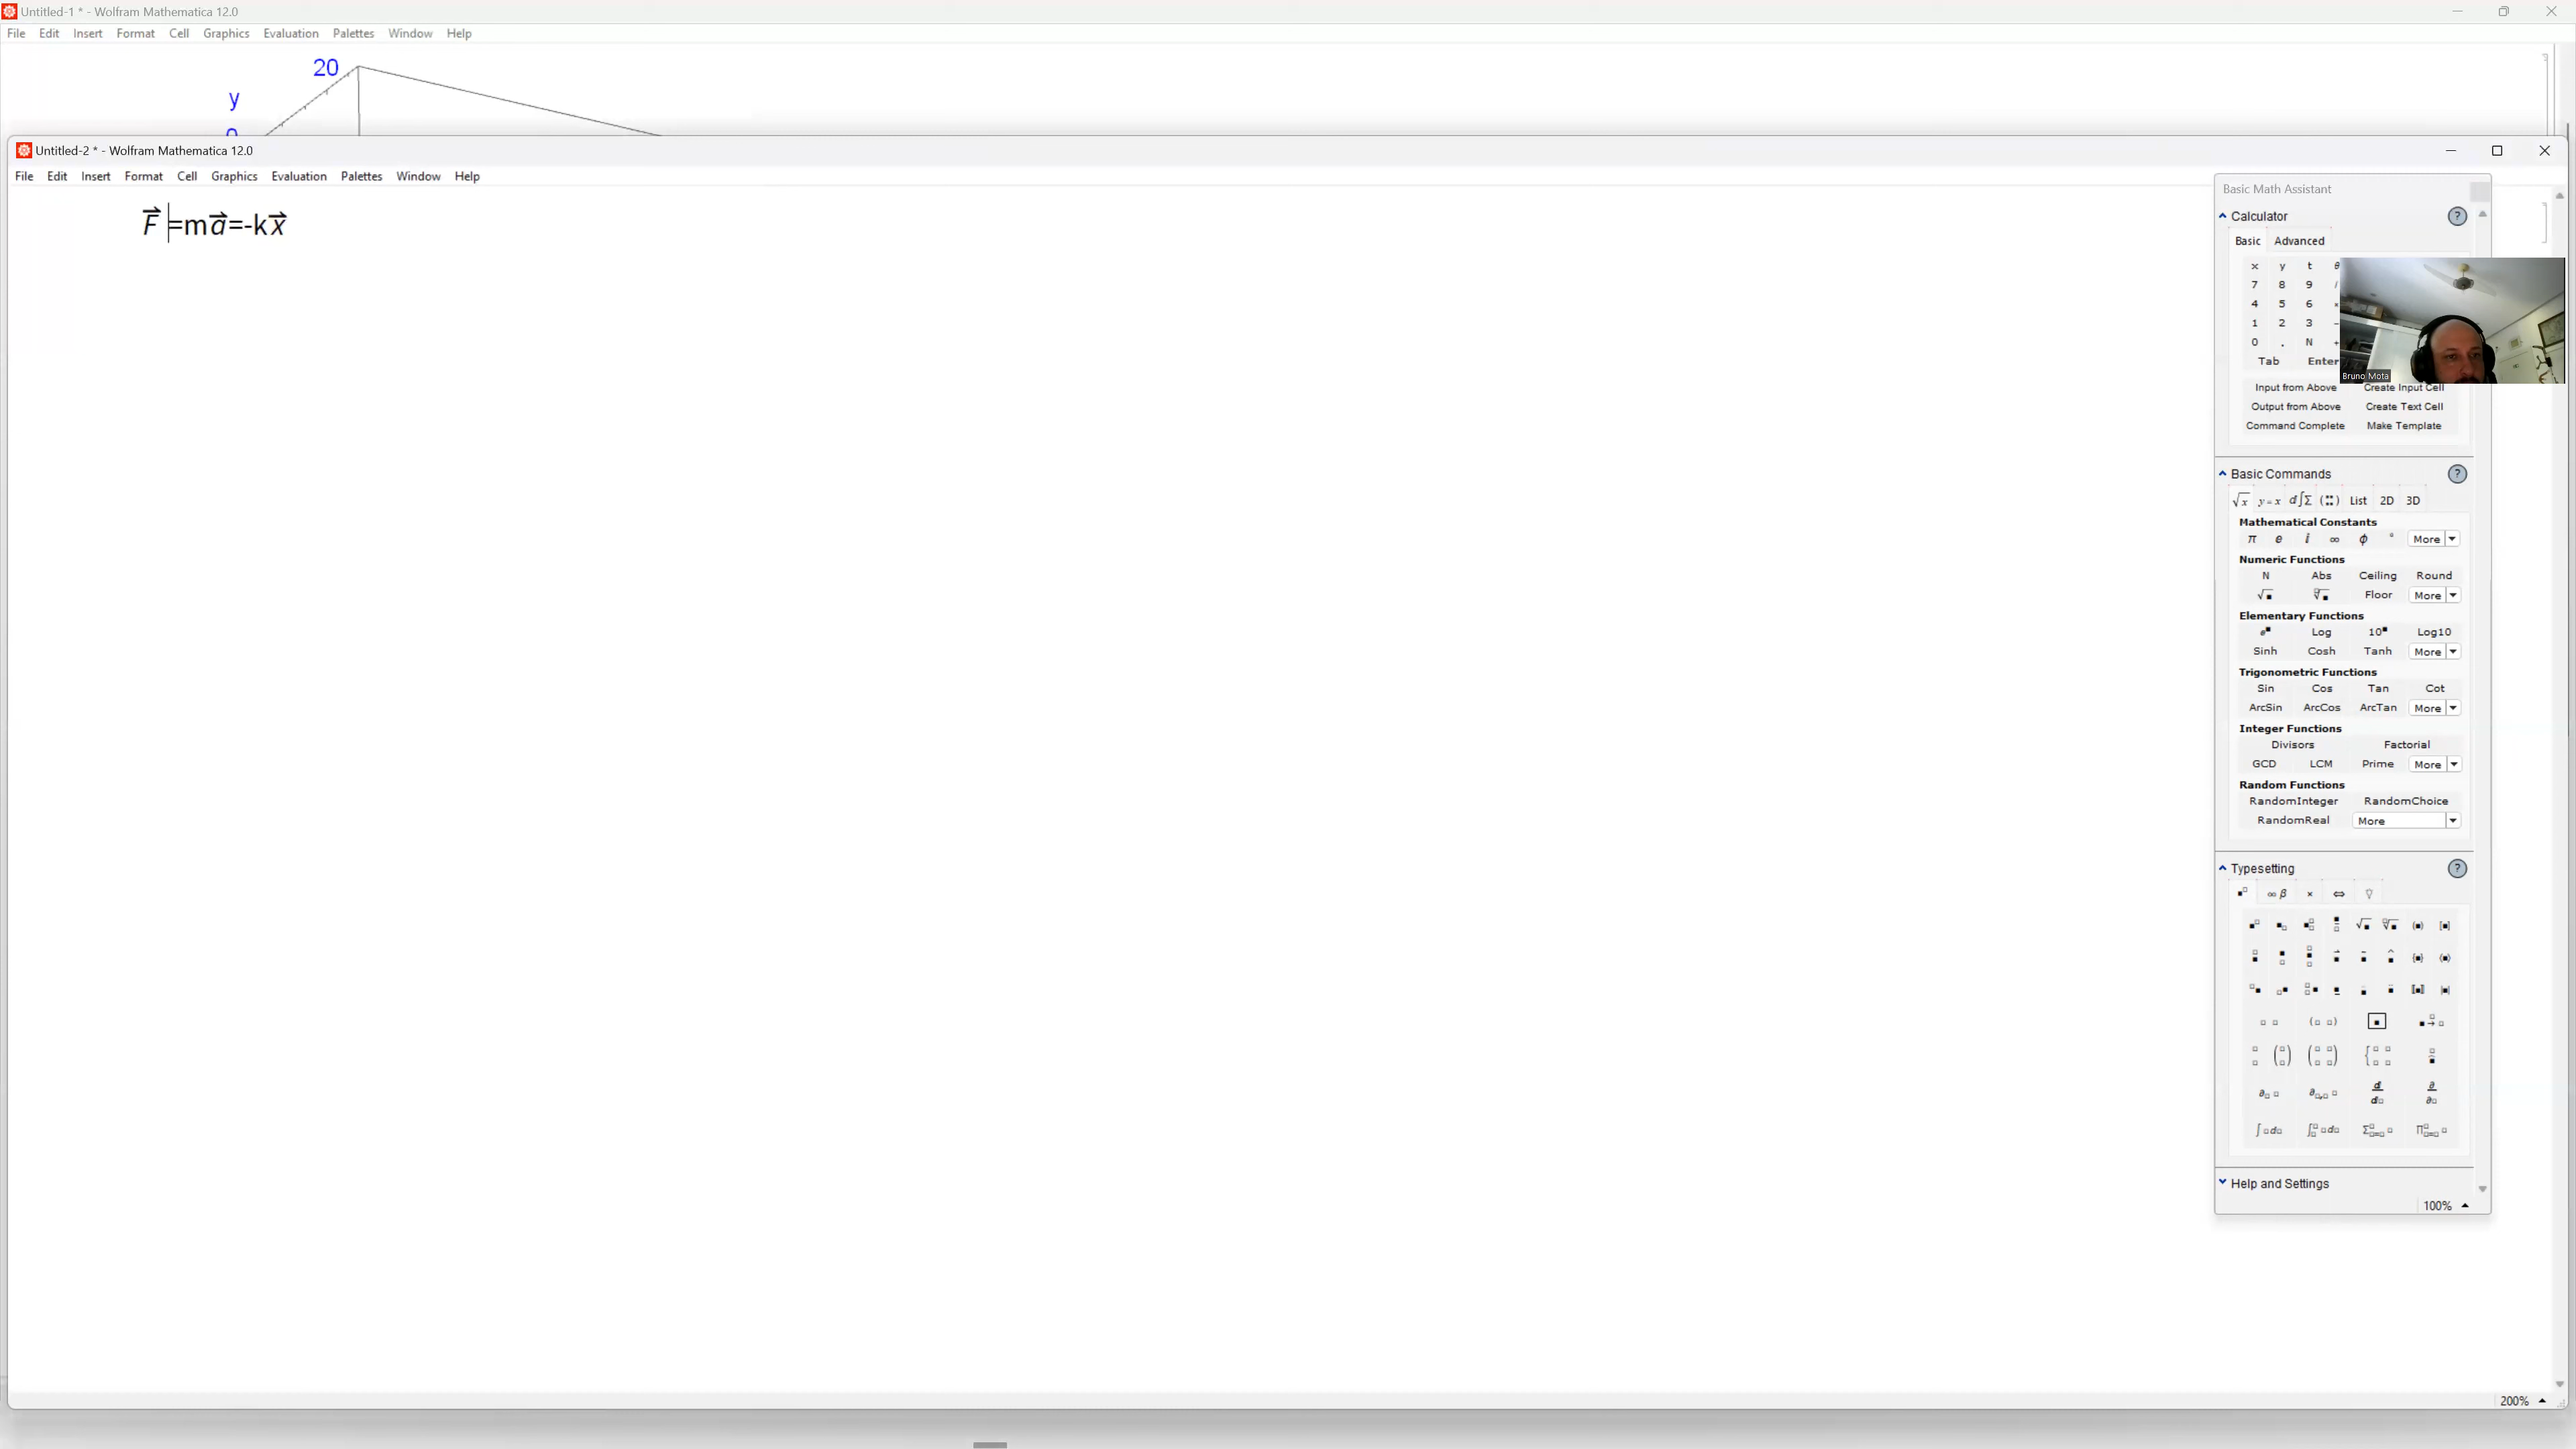 Untitled-1 * - Wolfram Mathematica 12.0
File Edit Insert Format Cell Graphics Evaluation Palettes Window Help
20
y
Untitled-2 * - Wolfram Mathematica 12.0
File Edit Insert Format Cell Graphics Evaluation Palettes Window Help
F⃗ =ma⃗=-kx⃗
Basic Math Assistant
Calculator ?
Basic Advanced
x y t
7 8 9 /
4 5 6
1 2 3 −
0 . N +
Tab Enter
Bruno Mota
Input from Above Create Input Cell
Output from Above Create Text Cell
Command Complete Make Template
Basic Commands ?
√x y=x d∫Σ (∷) List 2D 3D
Mathematical Constants
π e i ∞ ϕ ° More
Numeric Functions
N Abs Ceiling Round
√■ □√■ Floor More
Elementary Functions
e■ Log 10■ Log10
Sinh Cosh Tanh More
Trigonometric Functions
Sin Cos Tan Cot
ArcSin ArcCos ArcTan More
Integer Functions
Divisors Factorial
GCD LCM Prime More
Random Functions
RandomInteger RandomChoice
RandomReal More
Typesetting ?
∞ β × ⇔
∂□ □ ∂□,□ □ d/d□ ∂/∂□
∫□d□ ∫□d□ Σ□=□ □ Π□=□ □
Help and Settings
100%
200%